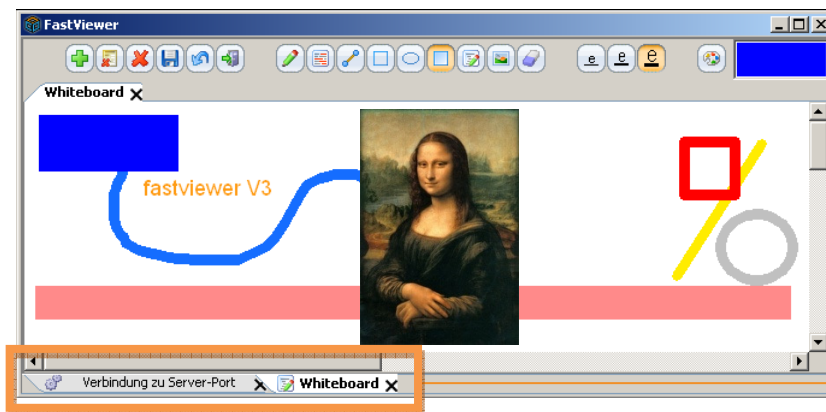 FastViewer
e e e
Whiteboard
fastviewer V3
Verbindung zu Server-Port Whiteboard